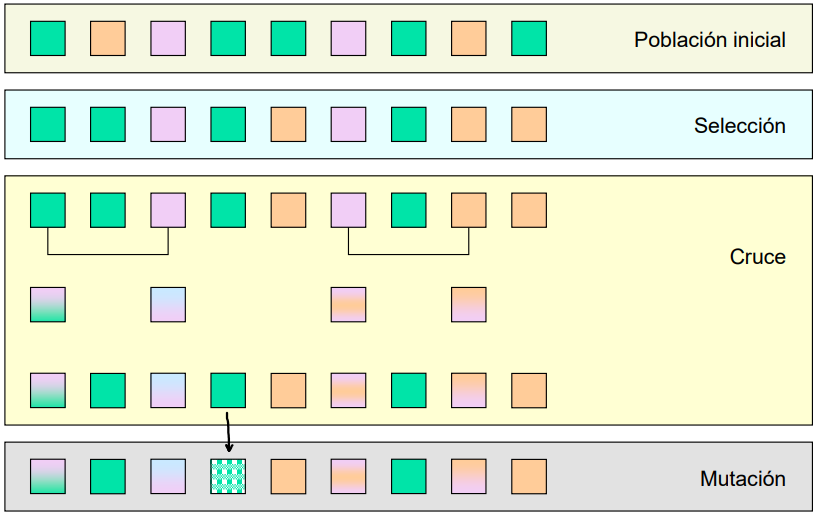 Población inicial
Selección
Cruce
Mutación